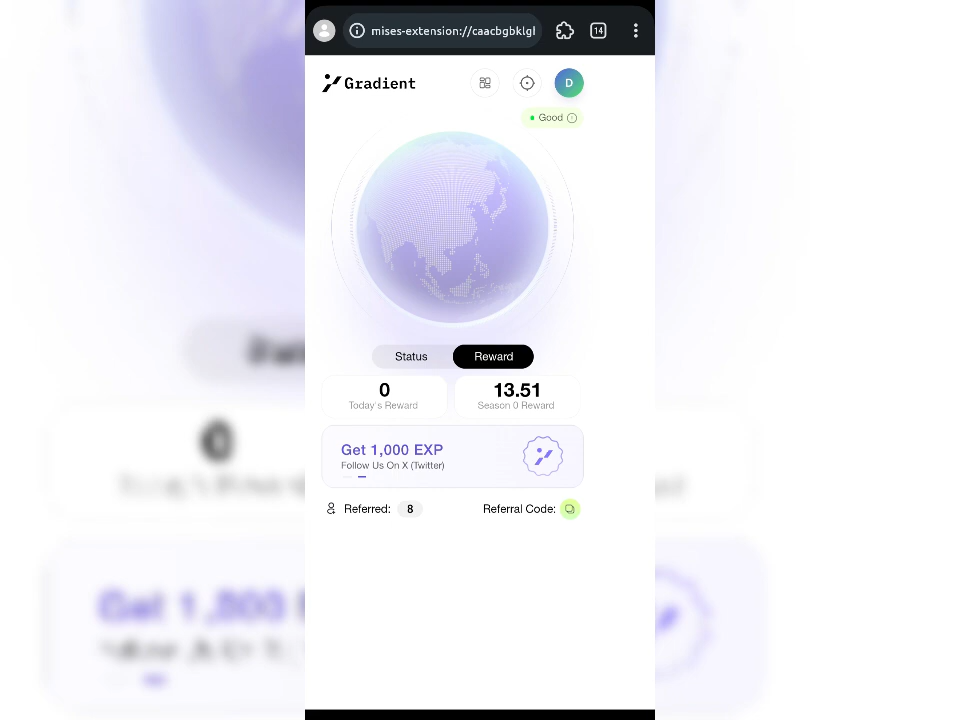 mises-extension://caacbgbklgl
14
Gradient
D
Good
Status
Reward
0
Today's Reward
13.51
Season 0 Reward
Get 1,000 EXP
Follow Us On X (Twitter)
Referred: 8
Referral Code: